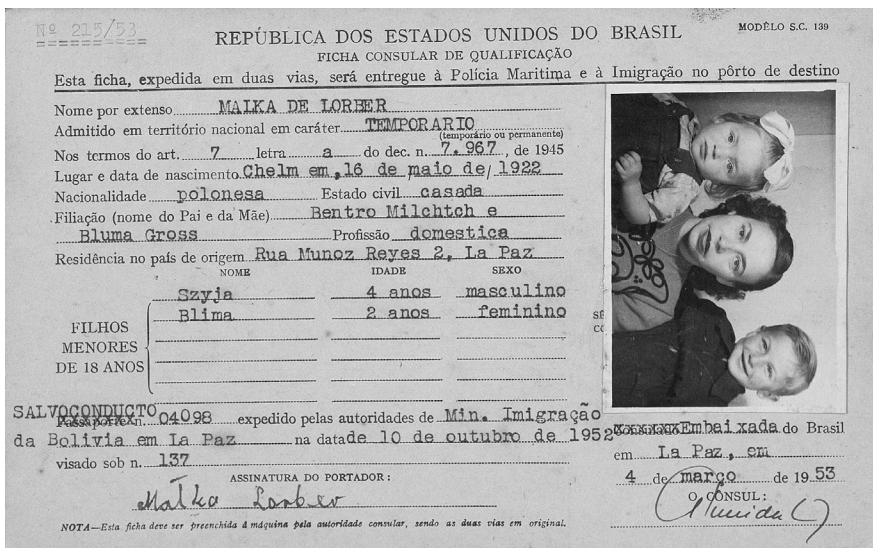 Nº 215/53
REPÚBLICA DOS ESTADOS UNIDOS DO BRASIL
MODÊLO S.C. 139
FICHA CONSULAR DE QUALIFICAÇÃO
Esta ficha, expedida em duas vias, será entregue à Polícia Maritima e à Imigração no pôrto de destino
Nome por extenso MALKA DE LORBER
Admitido em território nacional em caráter TEMPORARIO
(temporário ou permanente)
Nos termos do art. 7 letra a do dec. n. 7.967, de 1945
Lugar e data de nascimento Chelm em, 16 de maio de/ 1922
Nacionalidade polonesa Estado civil casada
Filiação (nome do Pai e da Mãe) Bentro Milchtch e
Bluma Gross Profissão domestica
Residência no país de origem Rua Munoz Reyes 2, La Paz
NOME IDADE SEXO
Szyja 4 anos masculino
Blima 2 anos feminino
FILHOS
MENORES
DE 18 ANOS
SALVOCONDUCTO
n. 04098 expedido pelas autoridades de Min. Imigração
da Bolivia em La Paz na data de 10 de outubro de 1952
visado sob n. 137
Embaixada do Brasil
em La Paz, em
4 de março de 1953
O CÔNSUL:
ASSINATURA DO PORTADOR:
Malka Lorber
NOTA—Esta ficha deve ser preenchida à máquina pela autoridade consular, sendo as duas vias em original.